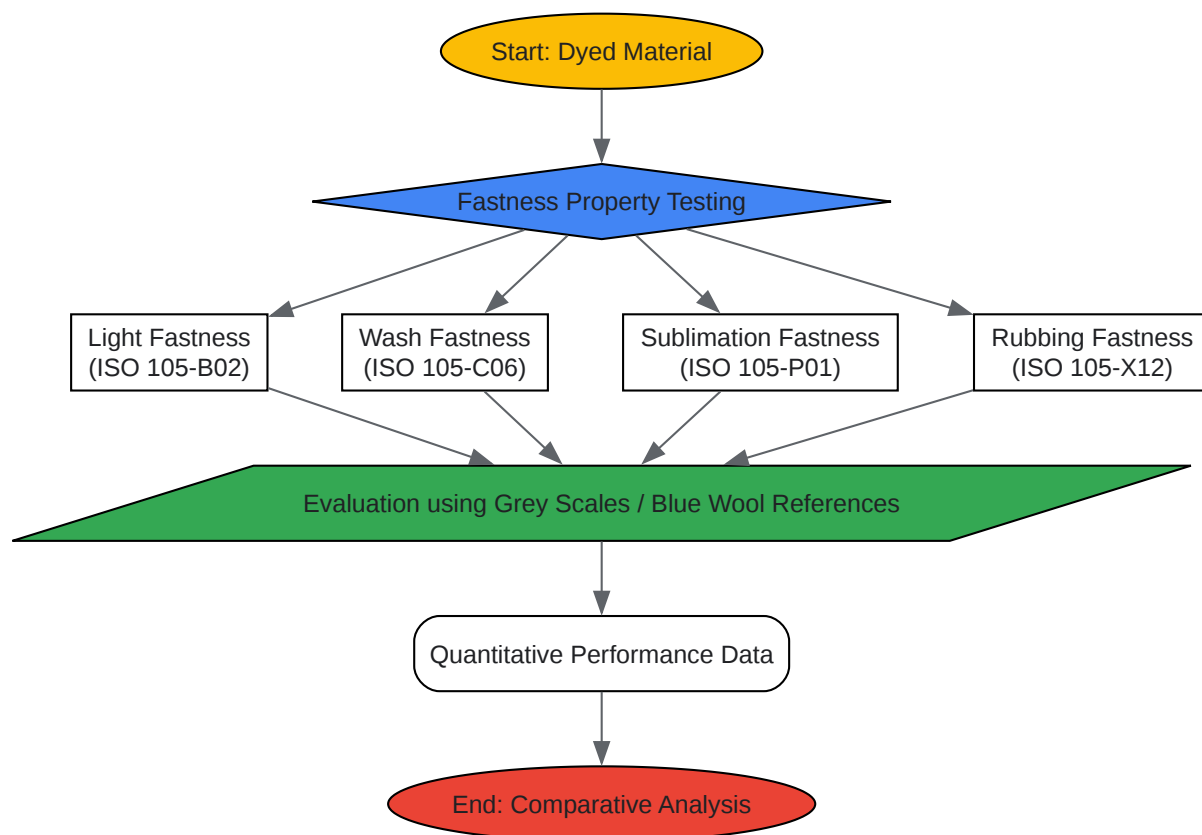 Start: Dyed Material
Fastness Property Testing
Light Fastness
(ISO 105-B02)
Wash Fastness
(ISO 105-C06)
Sublimation Fastness
(ISO 105-P01)
Rubbing Fastness
(ISO 105-X12)
Evaluation using Grey Scales / Blue Wool References
Quantitative Performance Data
End: Comparative Analysis